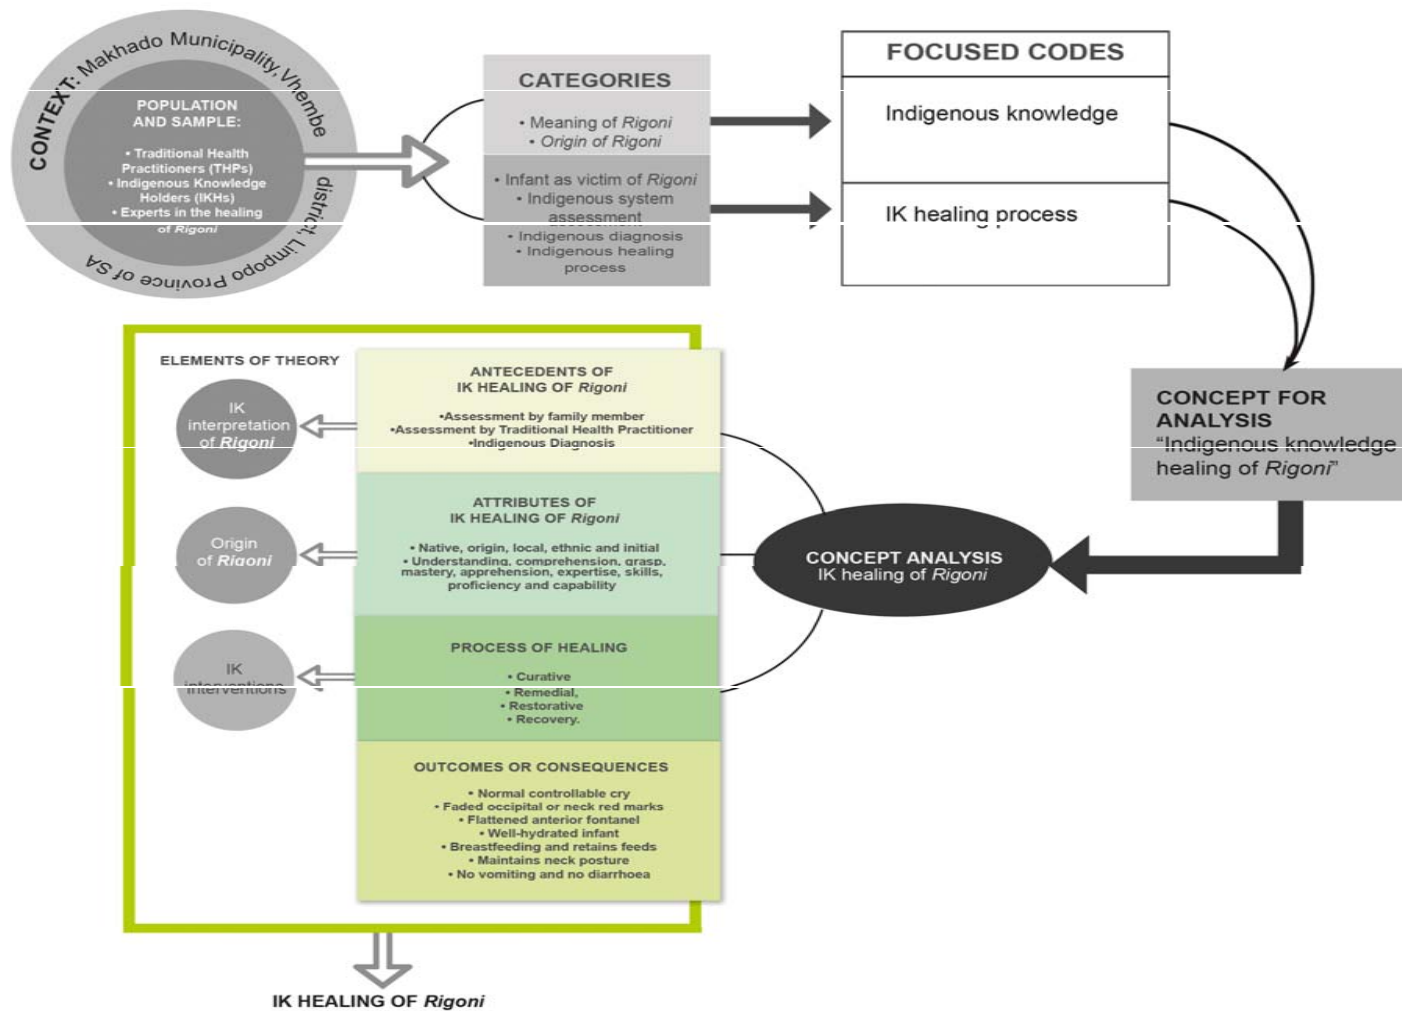 CONTEXT: Makhado Municipality, Vhembe district, Limpopo Province of SA
POPULATION
AND SAMPLE:
• Traditional Health
Practitioners (THPs)
• Indigenous Knowledge
Holders (IKHs)
• Experts in the healing
of Rigoni
CATEGORIES
• Meaning of Rigoni
• Origin of Rigoni
• Infant as victim of Rigoni
• Indigenous system
assessment
• Indigenous diagnosis
• Indigenous healing
process
FOCUSED CODES
Indigenous knowledge
IK healing process
CONCEPT FOR
ANALYSIS
“Indigenous knowledge
healing of Rigoni”
CONCEPT ANALYSIS
IK healing of Rigoni
ELEMENTS OF THEORY
IK
interpretation
of Rigoni
Origin
of Rigoni
IK
interventions
ANTECEDENTS OF
IK HEALING OF Rigoni
•Assessment by family member
•Assessment by Traditional Health Practitioner
•Indigenous Diagnosis
ATTRIBUTES OF
IK HEALING OF Rigoni
• Native, origin, local, ethnic and initial
• Understanding, comprehension, grasp,
mastery, apprehension, expertise, skills,
proficiency and capability
PROCESS OF HEALING
• Curative
• Remedial,
• Restorative
• Recovery.
OUTCOMES OR CONSEQUENCES
• Normal controllable cry
• Faded occipital or neck red marks
• Flattened anterior fontanel
• Well-hydrated infant
• Breastfeeding and retains feeds
• Maintains neck posture
• No vomiting and no diarrhoea
IK HEALING OF Rigoni